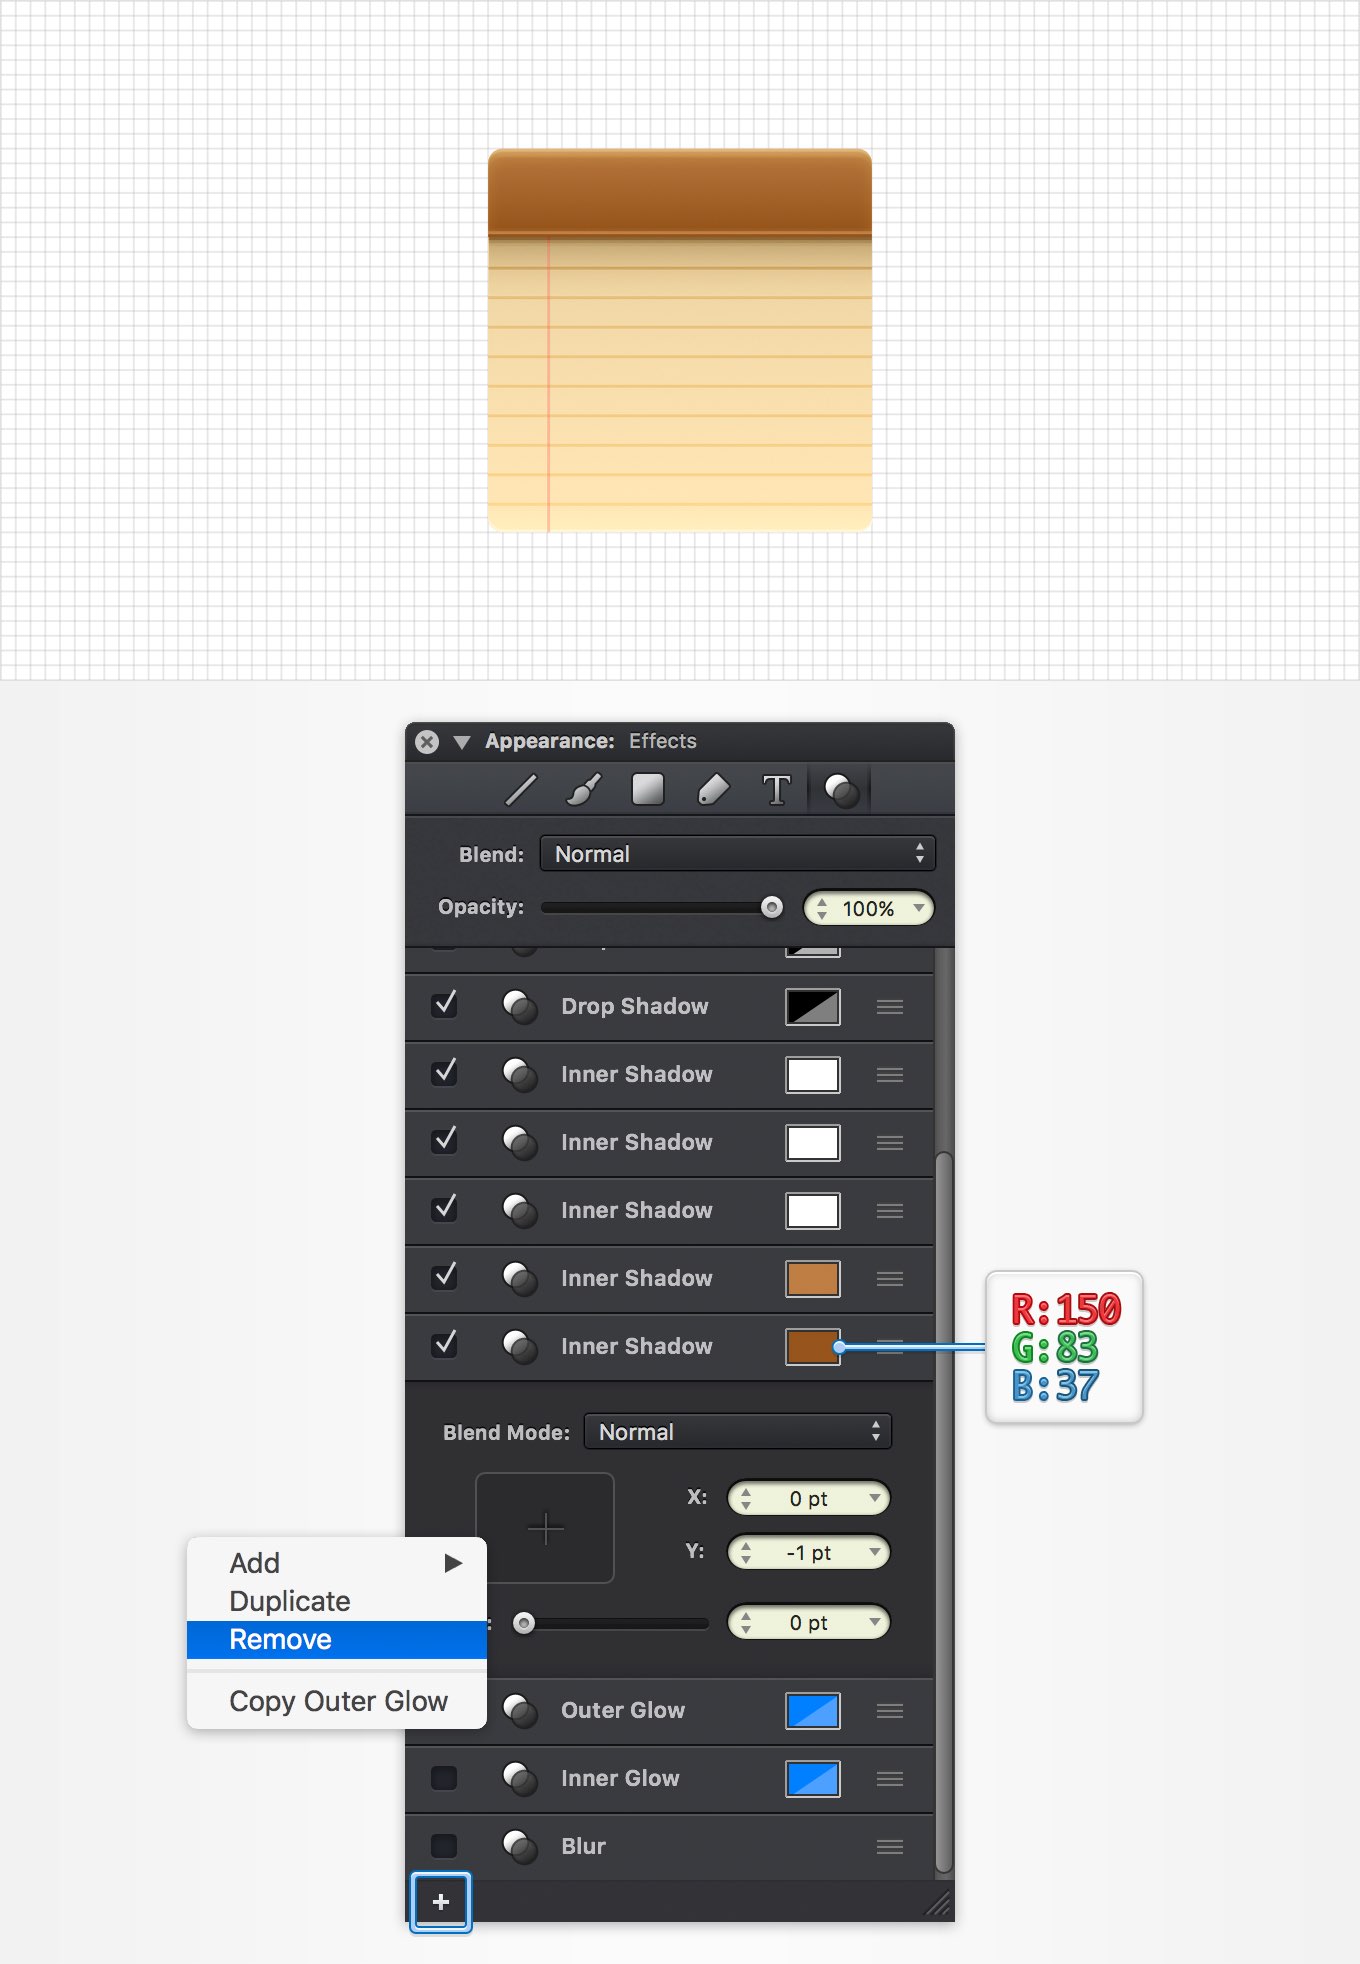 Appearance: Effects
T
Blend: Normal
Opacity: 100%
Drop Shadow
Inner Shadow
Inner Shadow
Inner Shadow
Inner Shadow
Inner Shadow
R:150
G:83
B:37
Blend Mode: Normal
X: 0 pt
Y: -1 pt
: 0 pt
Add
Duplicate
Remove
Copy Outer Glow
Outer Glow
Inner Glow
Blur
+